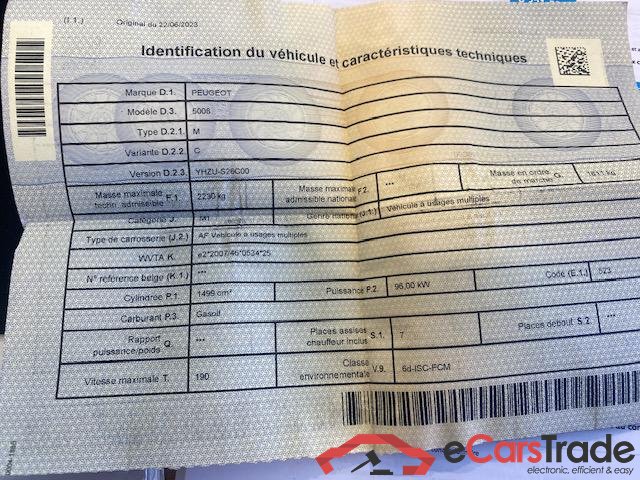 (I.1.) Original du 22/06/2023
Identification du véhicule et caractéristiques techniques
Marque D.1. PEUGEOT
Modèle D.3. 5008
Type D.2.1. M
Variante D.2.2. C
Version D.2.3. YHZU-S26C00
Masse maximale techn. admissible F.1. 2230 kg Masse maximale admissible nationale F.2. *** Masse en ordre de marche G. 1611 kg
Catégorie J. M1 Genre national (J.1.) Véhicule à usages multiples
Type de carrosserie (J.2.) AF Véhicule à usages multiples
WVTA K. e2*2007/46*0534*25
N° référence belge (K.1.) ***
Cylindrée P.1. 1499 cm³ Puissance P.2. 96,00 kW Code (E.1.) 523
Carburant P.3. Gasoil
Rapport puissance/poids Q. *** Places assises chauffeur inclus S.1. 7 Places debout S.2. ***
Vitesse maximale T. 190 Classe environnementale V.9. 6d-ISC-FCM
eCarsTrade
electronic, efficient & easy